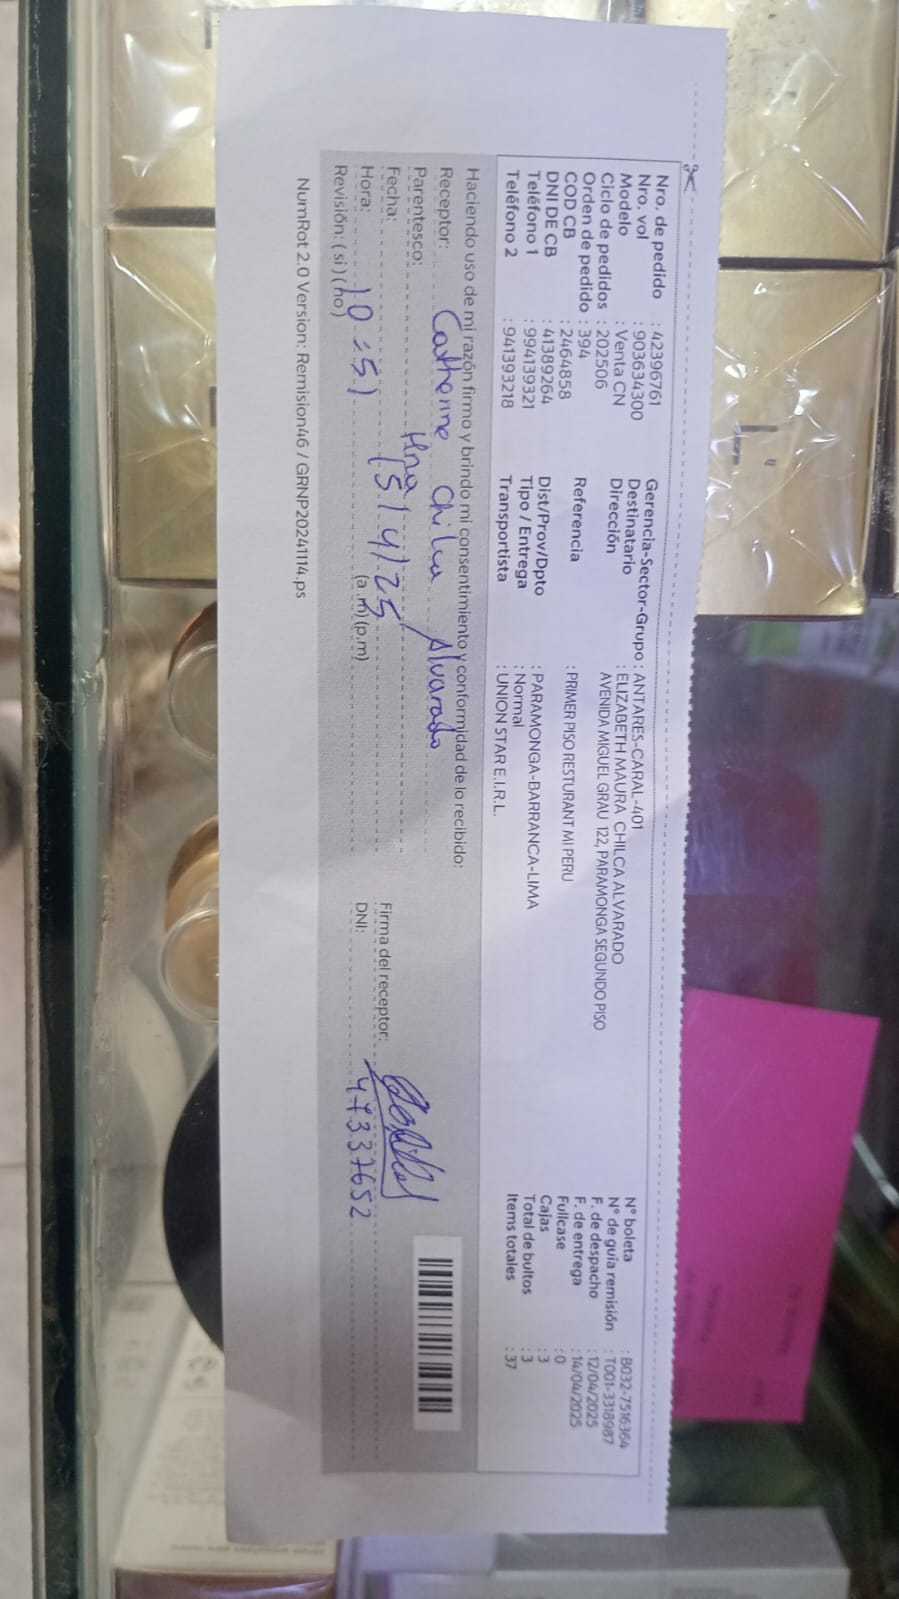 Nro. de pedido : 42396761
Nro. vol : 903634300
Modelo : Venta CN
Ciclo de pedidos : 202506
Orden de pedido : 394
COD CB : 2464858
DNI DE CB : 41389264
Teléfono 1 : 994139321
Teléfono 2 : 941393218
Gerencia-Sector-Grupo : ANTARES-CARAL-401
Destinatario : ELIZABETH MAURA CHILCA ALVARADO
Dirección AVENIDA MIGUEL GRAU 122, PARAMONGA SEGUNDO PISO
Referencia : PRIMER PISO RESTURANT MI PERU
Dist/Prov/Dpto : PARAMONGA-BARRANCA-LIMA
Tipo / Entrega : Normal
Transportista : UNION STAR E.I.R.L.
N° boleta : B032-7516364
N° de guía remisión : T001-3318987
F. de despacho : 12/04/2025
F. de entrega : 14/04/2025
Fullcase : 0
Cajas : 3
Total de bultos : 3
Items totales : 37
Haciendo uso de mi razón firmo y brindo mi consentimiento y conformidad de lo recibido:
Receptor: Catherine Chilca Alvarado
Parentesco: Hna
Fecha: 15/4/25
Hora: 10:51 (a.m) (p.m)
Revisión: (si) (no)
Firma del receptor:
DNI: 47337652
NumRot 2.0 Version: Remision46 / GRNP20241114.ps